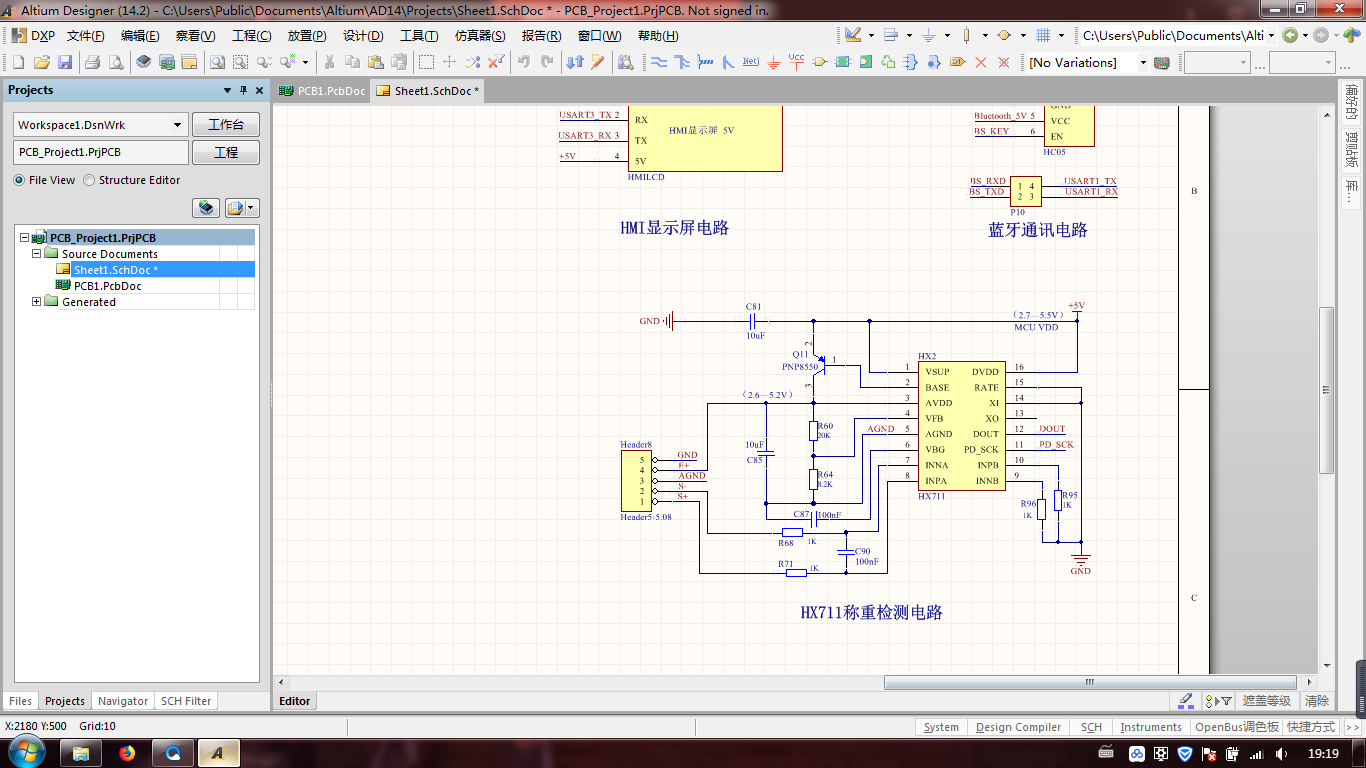 Altium Designer (14.2) - C:\Users\Public\Documents\Altium\AD14\Projects\Sheet1.SchDoc * - PCB_Project1.PrjPCB. Not signed in.
DXP 文件(F) 编辑(E) 察看(V) 工程(C) 放置(P) 设计(D) 工具(T) 仿真器(S) 报告(R) 窗口(W) 帮助(H) C:\Users\Public\Documents\Alti
Net Vcc [No Variations] ... ...
Projects
PCB1.PcbDoc Sheet1.SchDoc *
Workspace1.DsnWrk 工作台
PCB_Project1.PrjPCB 工程
File View Structure Editor
PCB_Project1.PrjPCB
Source Documents
Sheet1.SchDoc *
PCB1.PcbDoc
Generated
偏好的
剪贴板
库...
USART3_TX 2 RX
USART3_RX 3 TX
+5V 4 5V
HMI显示屏 5V
HMILCD
HMI显示屏电路
GND
Bluetooth_5V 5 VCC
BS_KEY 6 EN
HC05
BS_RXD 1 4 USART1_TX
BS_TXD 2 3 USART1_RX
P10
蓝牙通讯电路
B
C81
GND
10uF
+5V
(2.7--5.5V)
MCU VDD
2
Q11 1
PNP8550
3
HX2
1 VSUP DVDD 16
2 BASE RATE 15
3 AVDD XI 14
4 VFB XO 13
AGND 5 AGND DOUT 12 DOUT
6 VBG PD_SCK 11 PD_SCK
7 INNA INPB 10
8 INPA INNB 9
HX711
(2.6--5.2V)
R60
20K
10uF
C85
R64
8.2K
Header8
5 GND
4 E+
3 AGND
2 S-
1 S+
Header5-5.08
C87 100nF
R68 1K
C90
100nF
R71 1K
R96
1K
R95
1K
GND
HX711称重检测电路
C
Files Projects Navigator SCH Filter
Editor 遮盖等级 清除
X:2180 Y:500 Grid:10
System Design Compiler SCH Instruments OpenBus调色板 快捷方式 >>
19:19